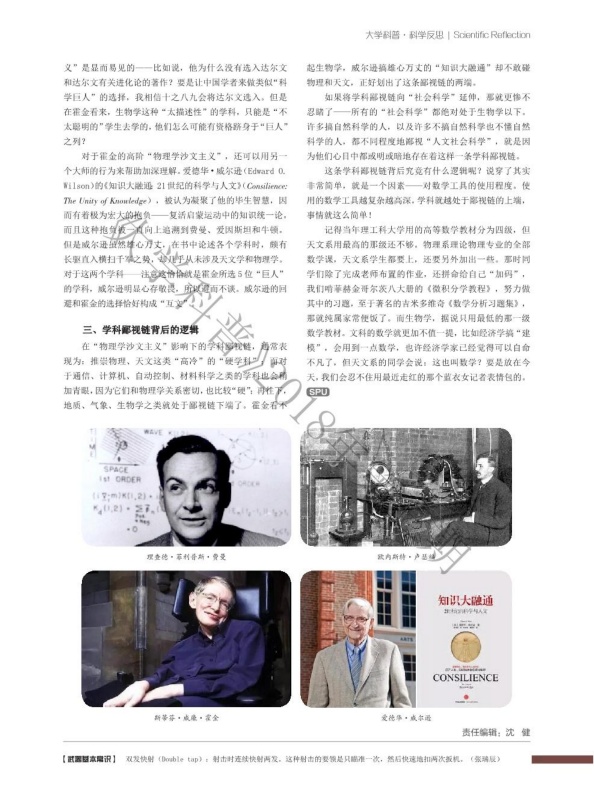 大学科普·科学反思 | Scientific Reflection
义”是显而易见的——比如说，他为什么没有选入达尔文
和达尔文有关进化论的著作？要是让中国学者来做类似“科
学巨人”的选择，我相信十之八九会将达尔文选入。但是
在霍金看来，生物学这种“太描述性”的学科，只能是“不
太聪明的”学生去学的，他们怎么可能有资格跻身于“巨人”
之列？
对于霍金的高阶“物理学沙文主义”，还可以用另一
个大师的行为来帮助加深理解。爱德华·威尔逊（Edward O.
Wilson）的《知识大融通：21世纪的科学与人文》（Consilience:
The Unity of Knowledge），被认为凝聚了他的毕生智慧，因
而有着极为宏大的抱负——复活启蒙运动中的知识统一论，
而且这种抱负被一直向上追溯到费曼、爱因斯坦和牛顿。
但是威尔逊虽然雄心万丈，在书中论述各个学科时，颇有
长驱直入横扫千军之势，却几乎从未涉及天文学和物理学。
对于这两个学科——注意这恰恰就是霍金所选5位“巨人”
的学科，威尔逊明显心存敬畏，所以避而不谈。威尔逊的回
避和霍金的选择恰好构成“互文”。
三、学科鄙视链背后的逻辑
在“物理学沙文主义”影响下的学科鄙视链，通常表
现为：推崇物理、天文这类“高冷”的“硬学科”，而对
于通信、计算机、自动控制、材料科学之类的学科也会稍
加青眼，因为它们和物理学关系密切，也比较“硬”；再往下，
地质、气象、生物学之类就处于鄙视链下端了。霍金看不
起生物学，威尔逊搞雄心万丈的“知识大融通”却不敢碰
物理和天文，正好划出了这条鄙视链的两端。
如果将学科鄙视链向“社会科学”延伸，那就更惨不
忍睹了——所有的“社会科学”都绝对处于生物学以下。
许多搞自然科学的人，以及许多不搞自然科学也不懂自然
科学的人，都不同程度地鄙视“人文社会科学”，就是因
为他们心目中都或明或暗地存在着这样一条学科鄙视链。
这条学科鄙视链背后究竟有什么逻辑呢？说穿了其实
非常简单，就是一个因素——对数学工具的使用程度。使
用的数学工具越复杂越高深，学科就越处于鄙视链的上端，
事情就这么简单！
记得当年理工科大学用的高等数学教材分为四级，但
天文系用最高的那级还不够。物理系理论物理专业的全部
数学课，天文系学生都要上，还要另外加出一些。那时同
学们除了完成老师布置的作业，还拼命给自己“加码”，
我们啃菲赫金哥尔茨八大册的《微积分学教程》，努力做
其中的习题，至于著名的吉米多维奇《数学分析习题集》，
那就纯属家常便饭了。而生物学，据说只用最低的那一级
数学教材。文科的数学就更加不值一提，比如经济学搞“建
模”，会用到一点数学，也许经济学家已经觉得可以自命
不凡了，但天文系的同学会说：这也叫数学？要是放在今
天，我们会忍不住用最近走红的那个蓝衣女记者表情包的。
SPU
WAVE
SPACE
1st ORDER
理查德·菲利普斯·费曼
欧内斯特·卢瑟福
ARTS
知识大融通
21世纪的科学与人文
CONSILIENCE
斯蒂芬·威廉·霍金
爱德华·威尔逊
责任编辑：沈 健
【武器基本常识】 双发快射（Double tap）：射击时连续快射两发。这种射击的要领是只瞄准一次，然后快速地扣两次扳机。（张瑞辰）